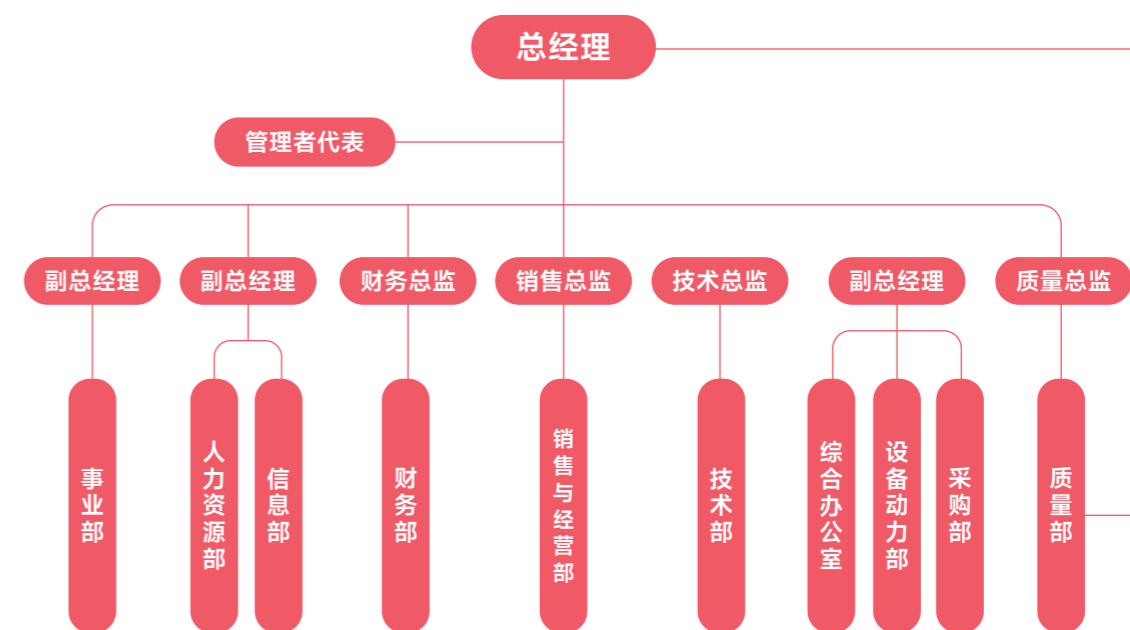 总经理
管理者代表
副总经理
副总经理
财务总监
销售总监
技术总监
副总经理
质量总监
事业部
人力资源部
信息部
财务部
销售与经营部
技术部
综合办公室
设备动力部
采购部
质量部